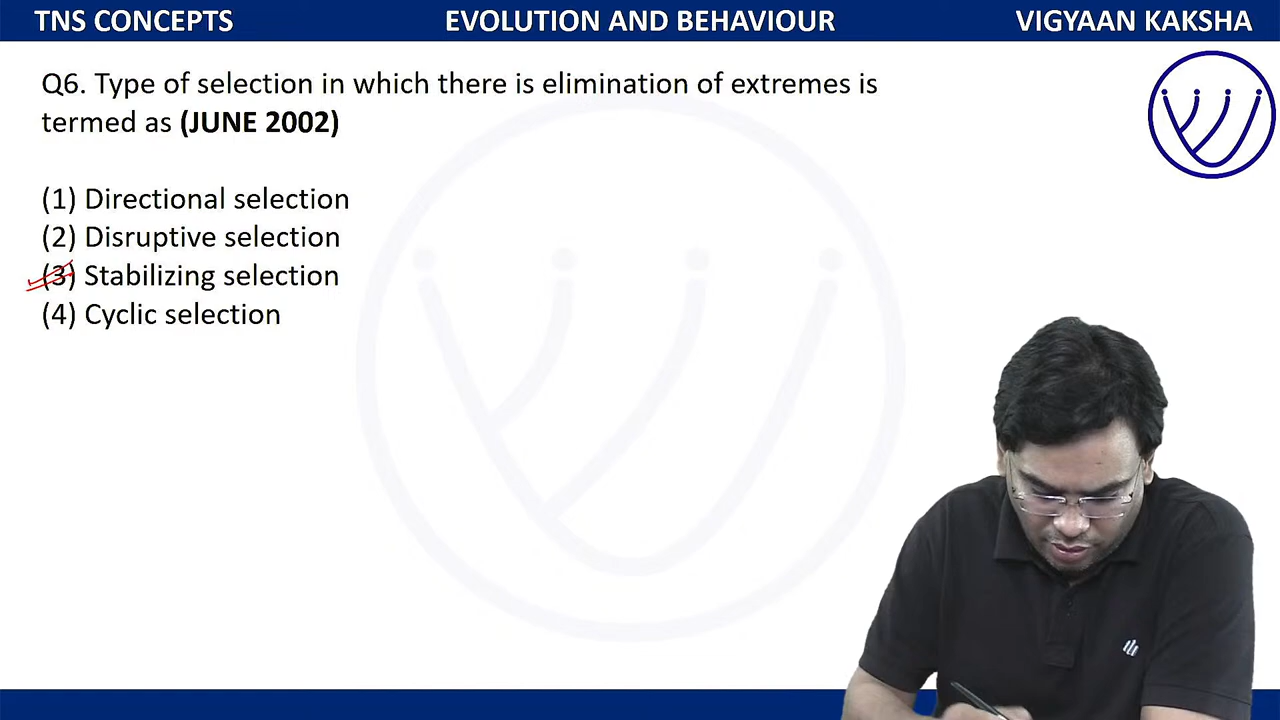 TNS CONCEPTS EVOLUTION AND BEHAVIOUR VIGYAAN KAKSHA
Q6. Type of selection in which there is elimination of extremes is
termed as (JUNE 2002)
(1) Directional selection
(2) Disruptive selection
(3) Stabilizing selection
(4) Cyclic selection